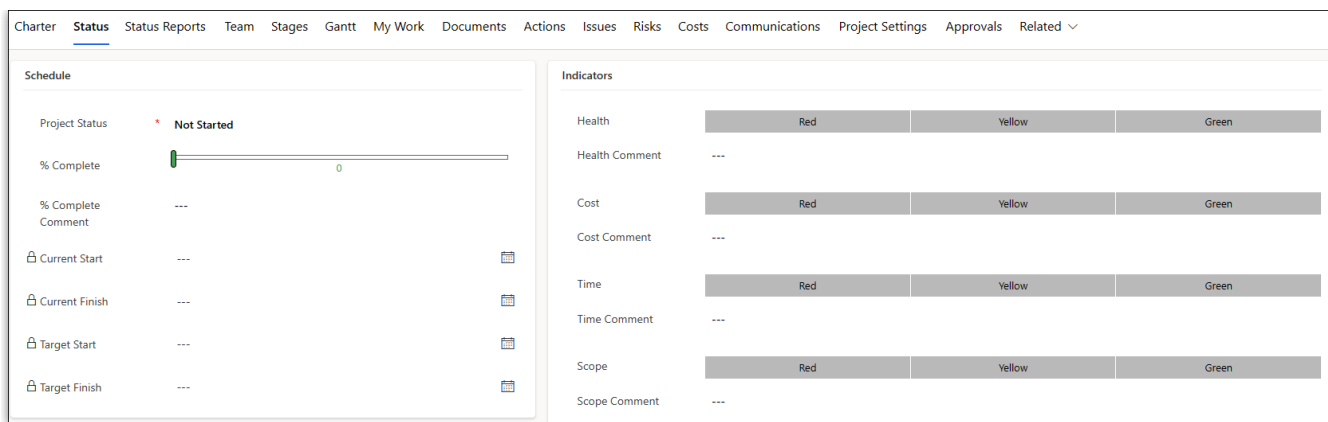 Charter Status Status Reports Team Stages Gantt My Work Documents Actions Issues Risks Costs Communications Project Settings Approvals Related
Schedule
Project Status * Not Started
% Complete
0
% Complete
Comment
---
Current Start ---
Current Finish ---
Target Start ---
Target Finish ---
Indicators
Health Red Yellow Green
Health Comment ---
Cost Red Yellow Green
Cost Comment ---
Time Red Yellow Green
Time Comment ---
Scope Red Yellow Green
Scope Comment ---